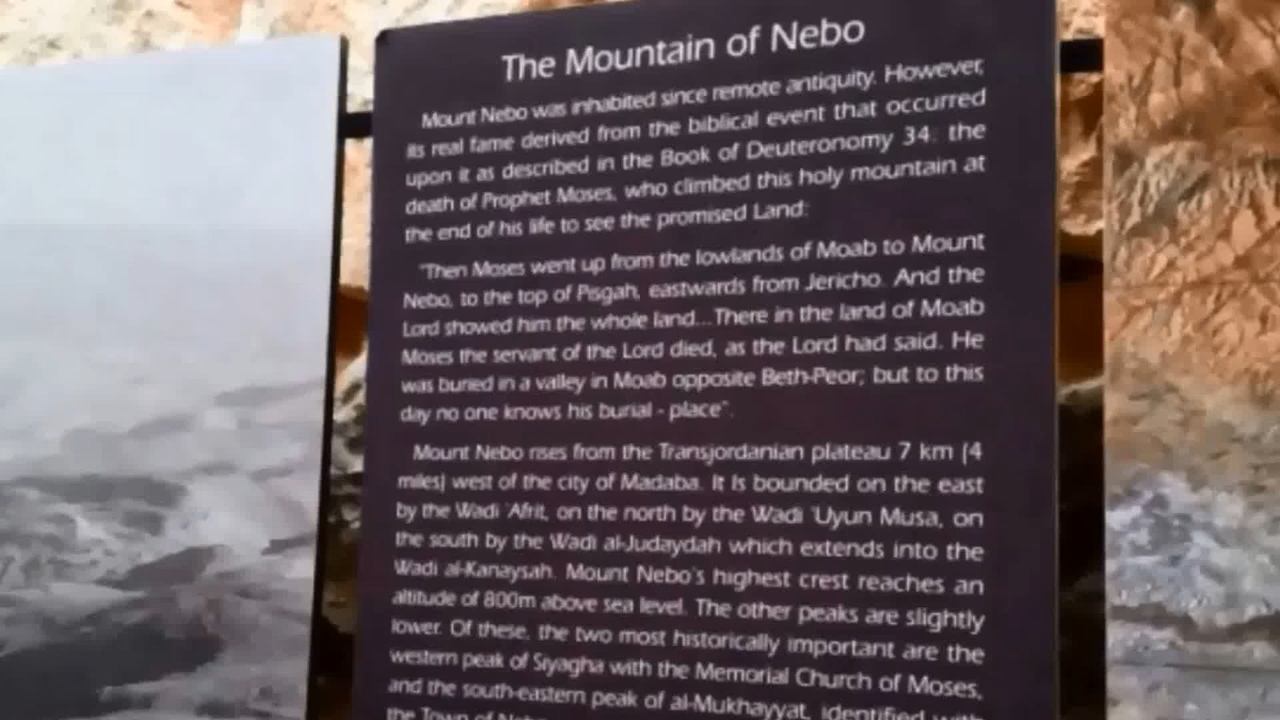 The Mountain of Nebo
Mount Nebo was inhabited since remote antiquity. However,
its real fame derived from the biblical event that occurred
upon it as described in the Book of Deuteronomy 34: the
death of Prophet Moses, who climbed this holy mountain at
the end of his life to see the promised Land:
"Then Moses went up from the lowlands of Moab to Mount
Nebo, to the top of Pisgah, eastwards from Jericho. And the
Lord showed him the whole land...There in the land of Moab
Moses the servant of the Lord died, as the Lord had said. He
was buried in a valley in Moab opposite Beth-Peor; but to this
day no one knows his burial - place".
Mount Nebo rises from the Transjordanian plateau 7 km (4
miles) west of the city of Madaba. It Is bounded on the east
by the Wadi 'Afrit, on the north by the Wadi 'Uyun Musa, on
the south by the Wadi al-Judaydah which extends into the
Wadi al-Kanaysah. Mount Nebo's highest crest reaches an
altitude of 800m above sea level. The other peaks are slightly
lower. Of these, the two most historically important are the
western peak of Siyagha with the Memorial Church of Moses,
and the south-eastern peak of al-Mukhayyat, identified with
the Town of